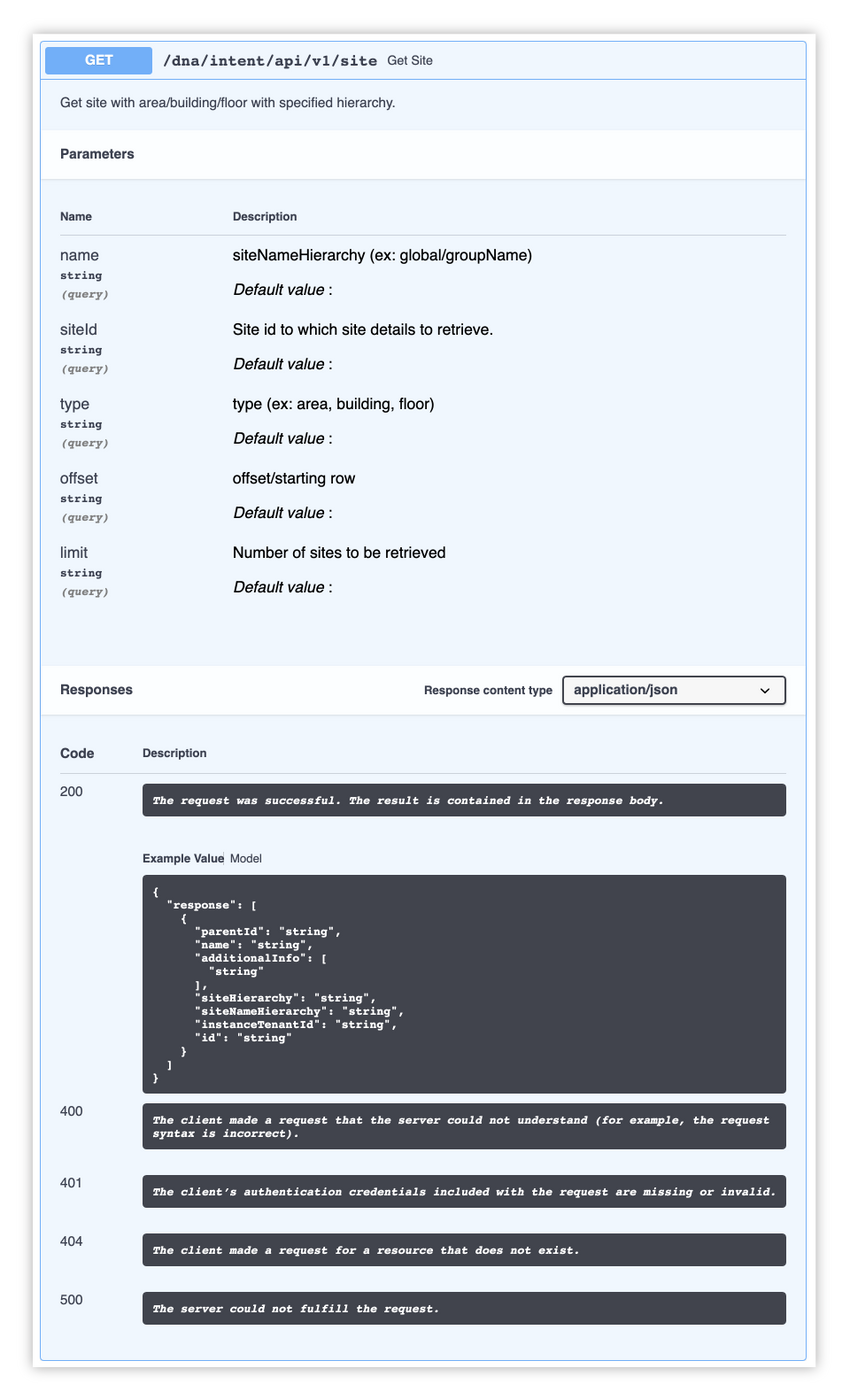 GET /dna/intent/api/v1/site Get Site
Get site with area/building/floor with specified hierarchy.
Parameters
Name Description
name siteNameHierarchy (ex: global/groupName)
string
(query) Default value :
siteId Site id to which site details to retrieve.
string
(query) Default value :
type type (ex: area, building, floor)
string
(query) Default value :
offset offset/starting row
string
(query) Default value :
limit Number of sites to be retrieved
string
(query) Default value :
Responses Response content type application/json
Code Description
200 The request was successful. The result is contained in the response body.
Example Value Model
{
  "response": [
    {
      "parentId": "string",
      "name": "string",
      "additionalInfo": [
        "string"
      ],
      "siteHierarchy": "string",
      "siteNameHierarchy": "string",
      "instanceTenantId": "string",
      "id": "string"
    }
  ]
}
400 The client made a request that the server could not understand (for example, the request
syntax is incorrect).
401 The client’s authentication credentials included with the request are missing or invalid.
404 The client made a request for a resource that does not exist.
500 The server could not fulfill the request.